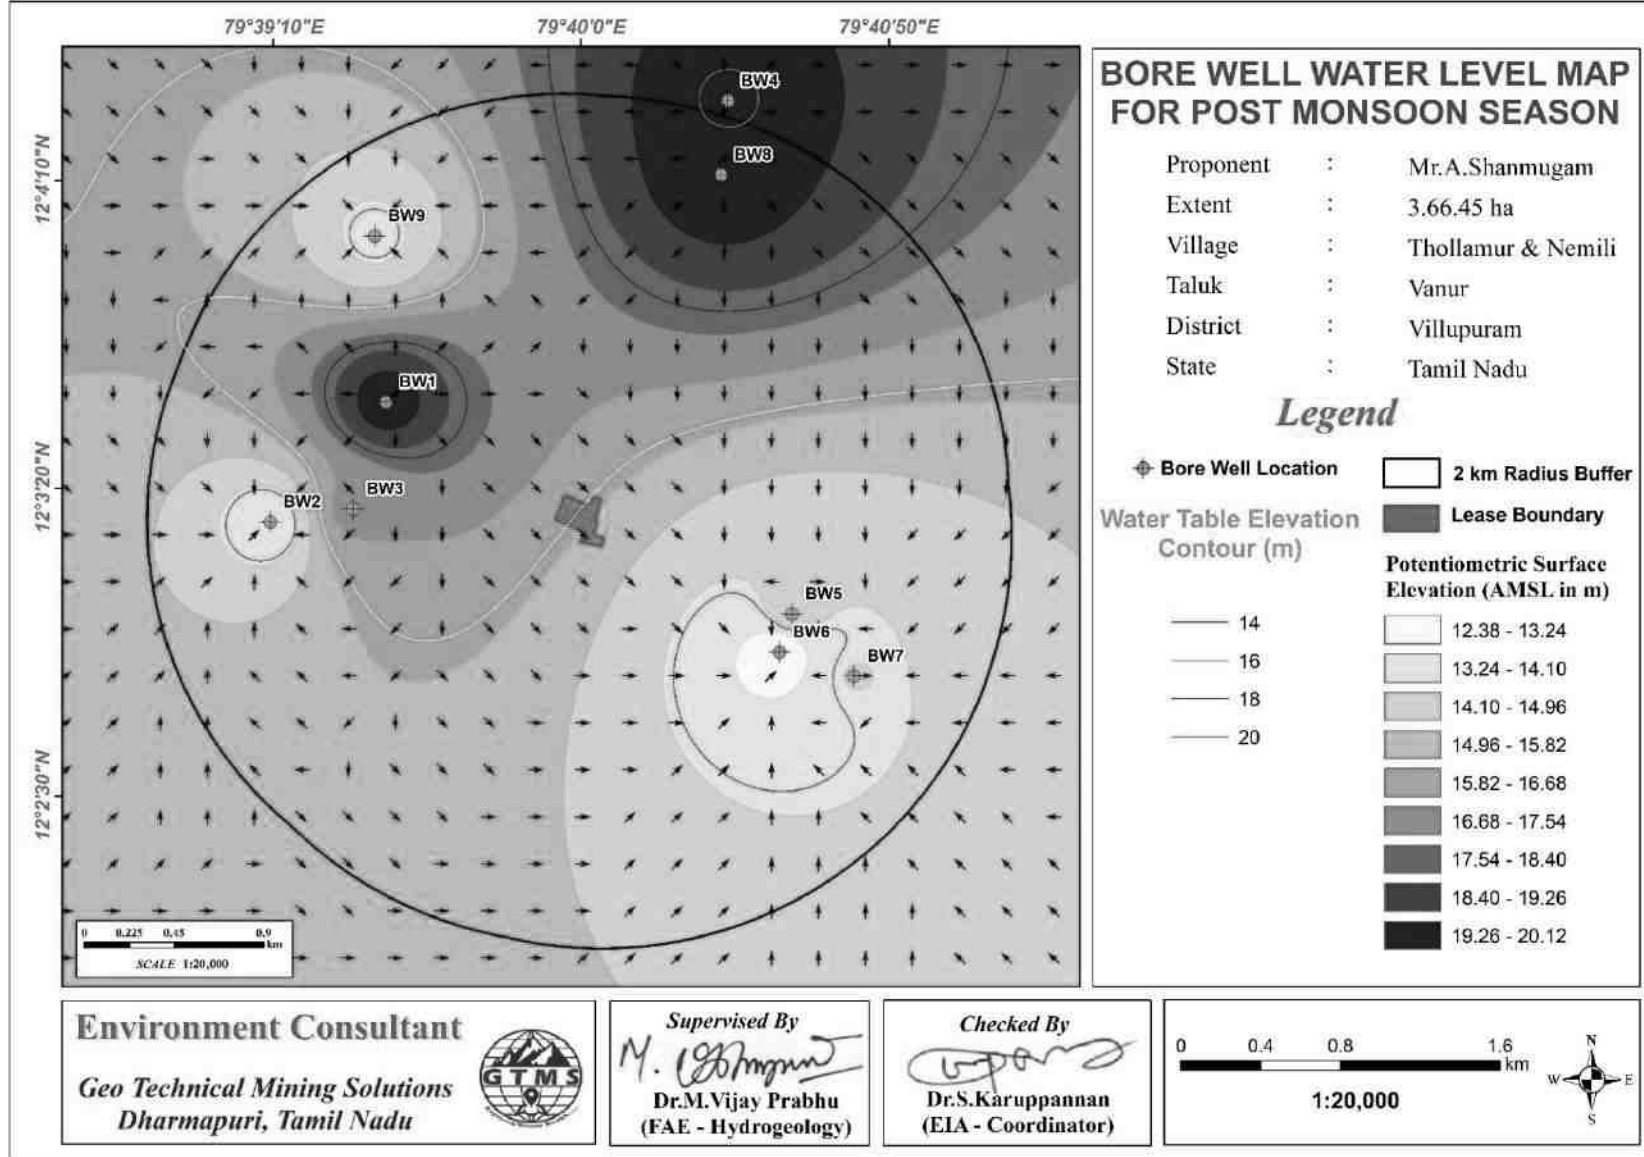 79°39'10"E
79°40'0"E
79°40'50"E
12°4'10"N
12°3'20"N
12°2'30"N
BW4
BW8
BW9
BW1
BW2
BW3
BW5
BW6
BW7
0 0.225 0.45 0.9
km
SCALE 1:20,000
BORE WELL WATER LEVEL MAP
FOR POST MONSOON SEASON
Proponent : Mr.A.Shanmugam
Extent : 3.66.45 ha
Village : Thollamur & Nemili
Taluk : Vanur
District : Villupuram
State : Tamil Nadu
Legend
Bore Well Location
2 km Radius Buffer
Lease Boundary
Water Table Elevation
Contour (m)
14
16
18
20
Potentiometric Surface
Elevation (AMSL in m)
12.38 - 13.24
13.24 - 14.10
14.10 - 14.96
14.96 - 15.82
15.82 - 16.68
16.68 - 17.54
17.54 - 18.40
18.40 - 19.26
19.26 - 20.12
Environment Consultant
Geo Technical Mining Solutions
Dharmapuri, Tamil Nadu
GTMS
Supervised By
Dr.M.Vijay Prabhu
(FAE - Hydrogeology)
Checked By
Dr.S.Karuppannan
(EIA - Coordinator)
0 0.4 0.8 1.6
km
1:20,000
N
W E
S